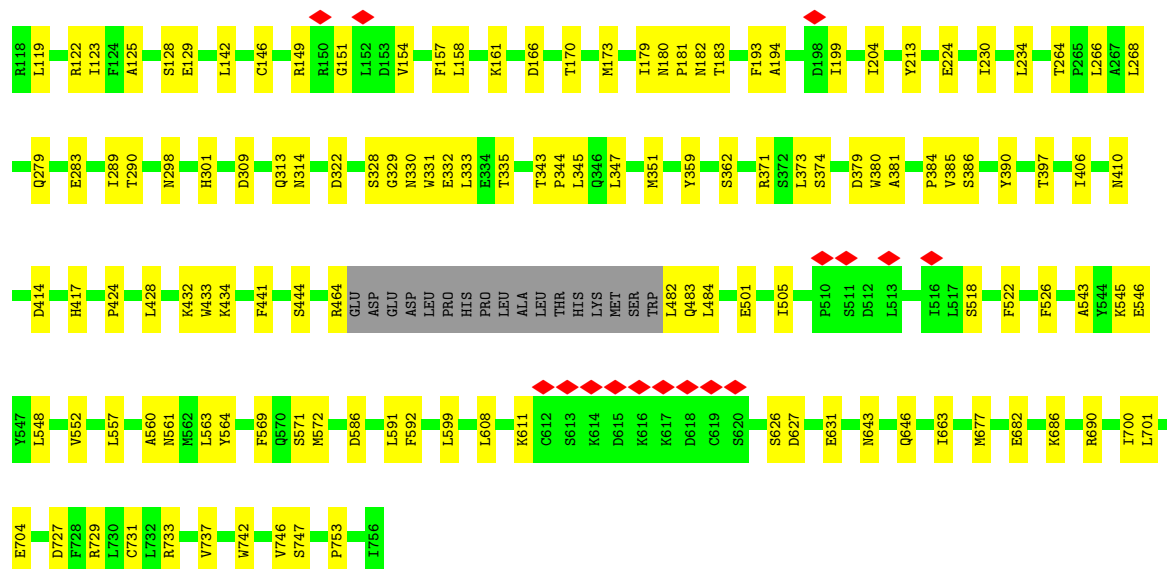 R118 L119 R122 I123 F124 A125 S128 E129 L142 C146 R149 R150 G151 L152 D153 V154 F157 L158 K161 D166 T170 M173 I179 N180 P181 N182 T183 F193 A194 D198 I199 I204 Y213 E224 I230 L234 T264 P265 L266 A267 L268
Q279 E283 I289 T290 N298 H301 D309 Q313 N314 D322 S328 G329 N330 W331 E332 L333 E334 T335 T343 P344 L345 Q346 L347 M351 Y359 S362 R371 S372 L373 S374 D379 W380 A381 P384 V385 S386 Y390 T397 I406 N410
D414 H417 P424 L428 K432 W433 K434 F441 S444 R464 GLU ASP GLU ASP LEU PRO HIS PRO LEU ALA LEU THR HIS LYS MET SER TRP L482 Q483 L484 E501 I505 P510 S511 D512 L513 I516 L517 S518 F522 F526 A543 Y544 K545 E546
Y547 L548 V552 L557 A560 N561 M562 L563 Y564 F569 Q570 S571 M572 D586 L591 F592 L599 L608 K611 C612 S613 K614 D615 K616 K617 D618 C619 S620 S626 D627 E631 N643 Q646 I663 M677 E682 K686 R690 I700 L701
E704 D727 F728 R729 L730 C731 L732 R733 V737 W742 V746 S747 P753 I756